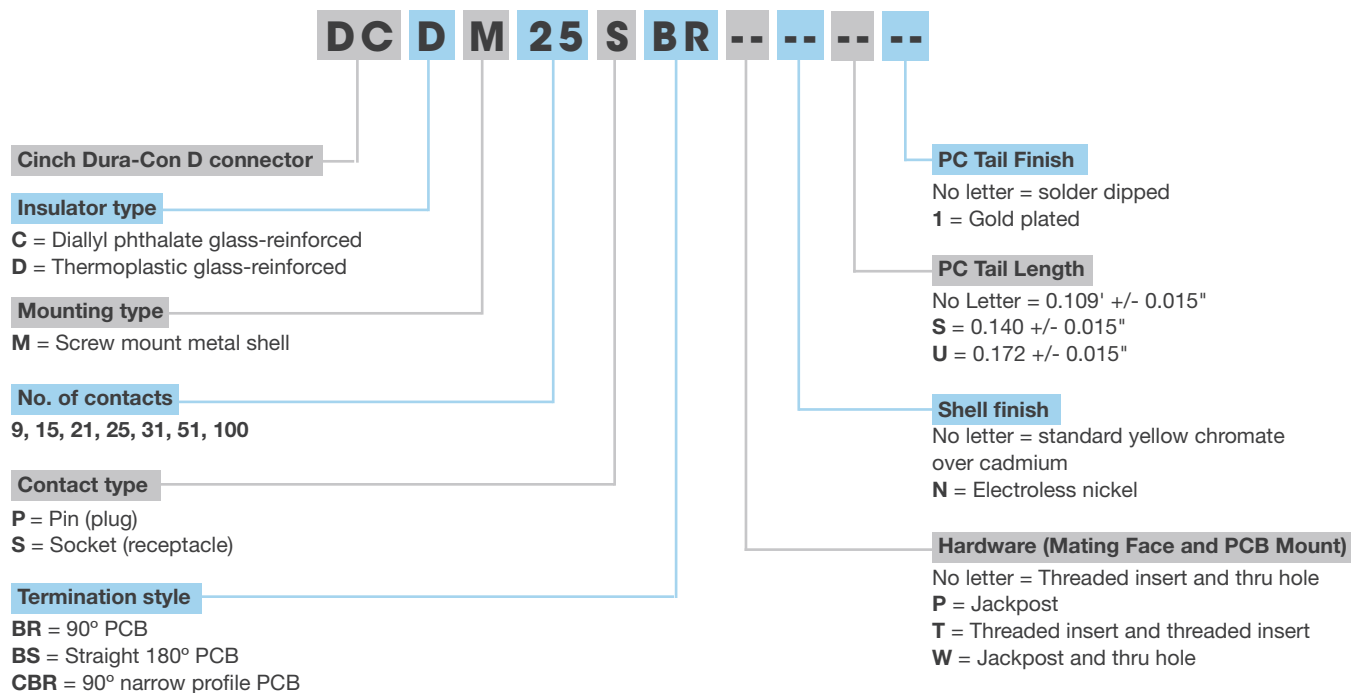 DC D M 25 S BR -- -- -- --
Cinch Dura-Con D connector
Insulator type
C = Diallyl phthalate glass-reinforced
D = Thermoplastic glass-reinforced
Mounting type
M = Screw mount metal shell
No. of contacts
9, 15, 21, 25, 31, 51, 100
Contact type
P = Pin (plug)
S = Socket (receptacle)
Termination style
BR = 90º PCB
BS = Straight 180º PCB
CBR = 90º narrow profile PCB
PC Tail Finish
No letter = solder dipped
1 = Gold plated
PC Tail Length
No Letter = 0.109' +/- 0.015"
S = 0.140 +/- 0.015"
U = 0.172 +/- 0.015"
Shell finish
No letter = standard yellow chromate
over cadmium
N = Electroless nickel
Hardware (Mating Face and PCB Mount)
No letter = Threaded insert and thru hole
P = Jackpost
T = Threaded insert and threaded insert
W = Jackpost and thru hole